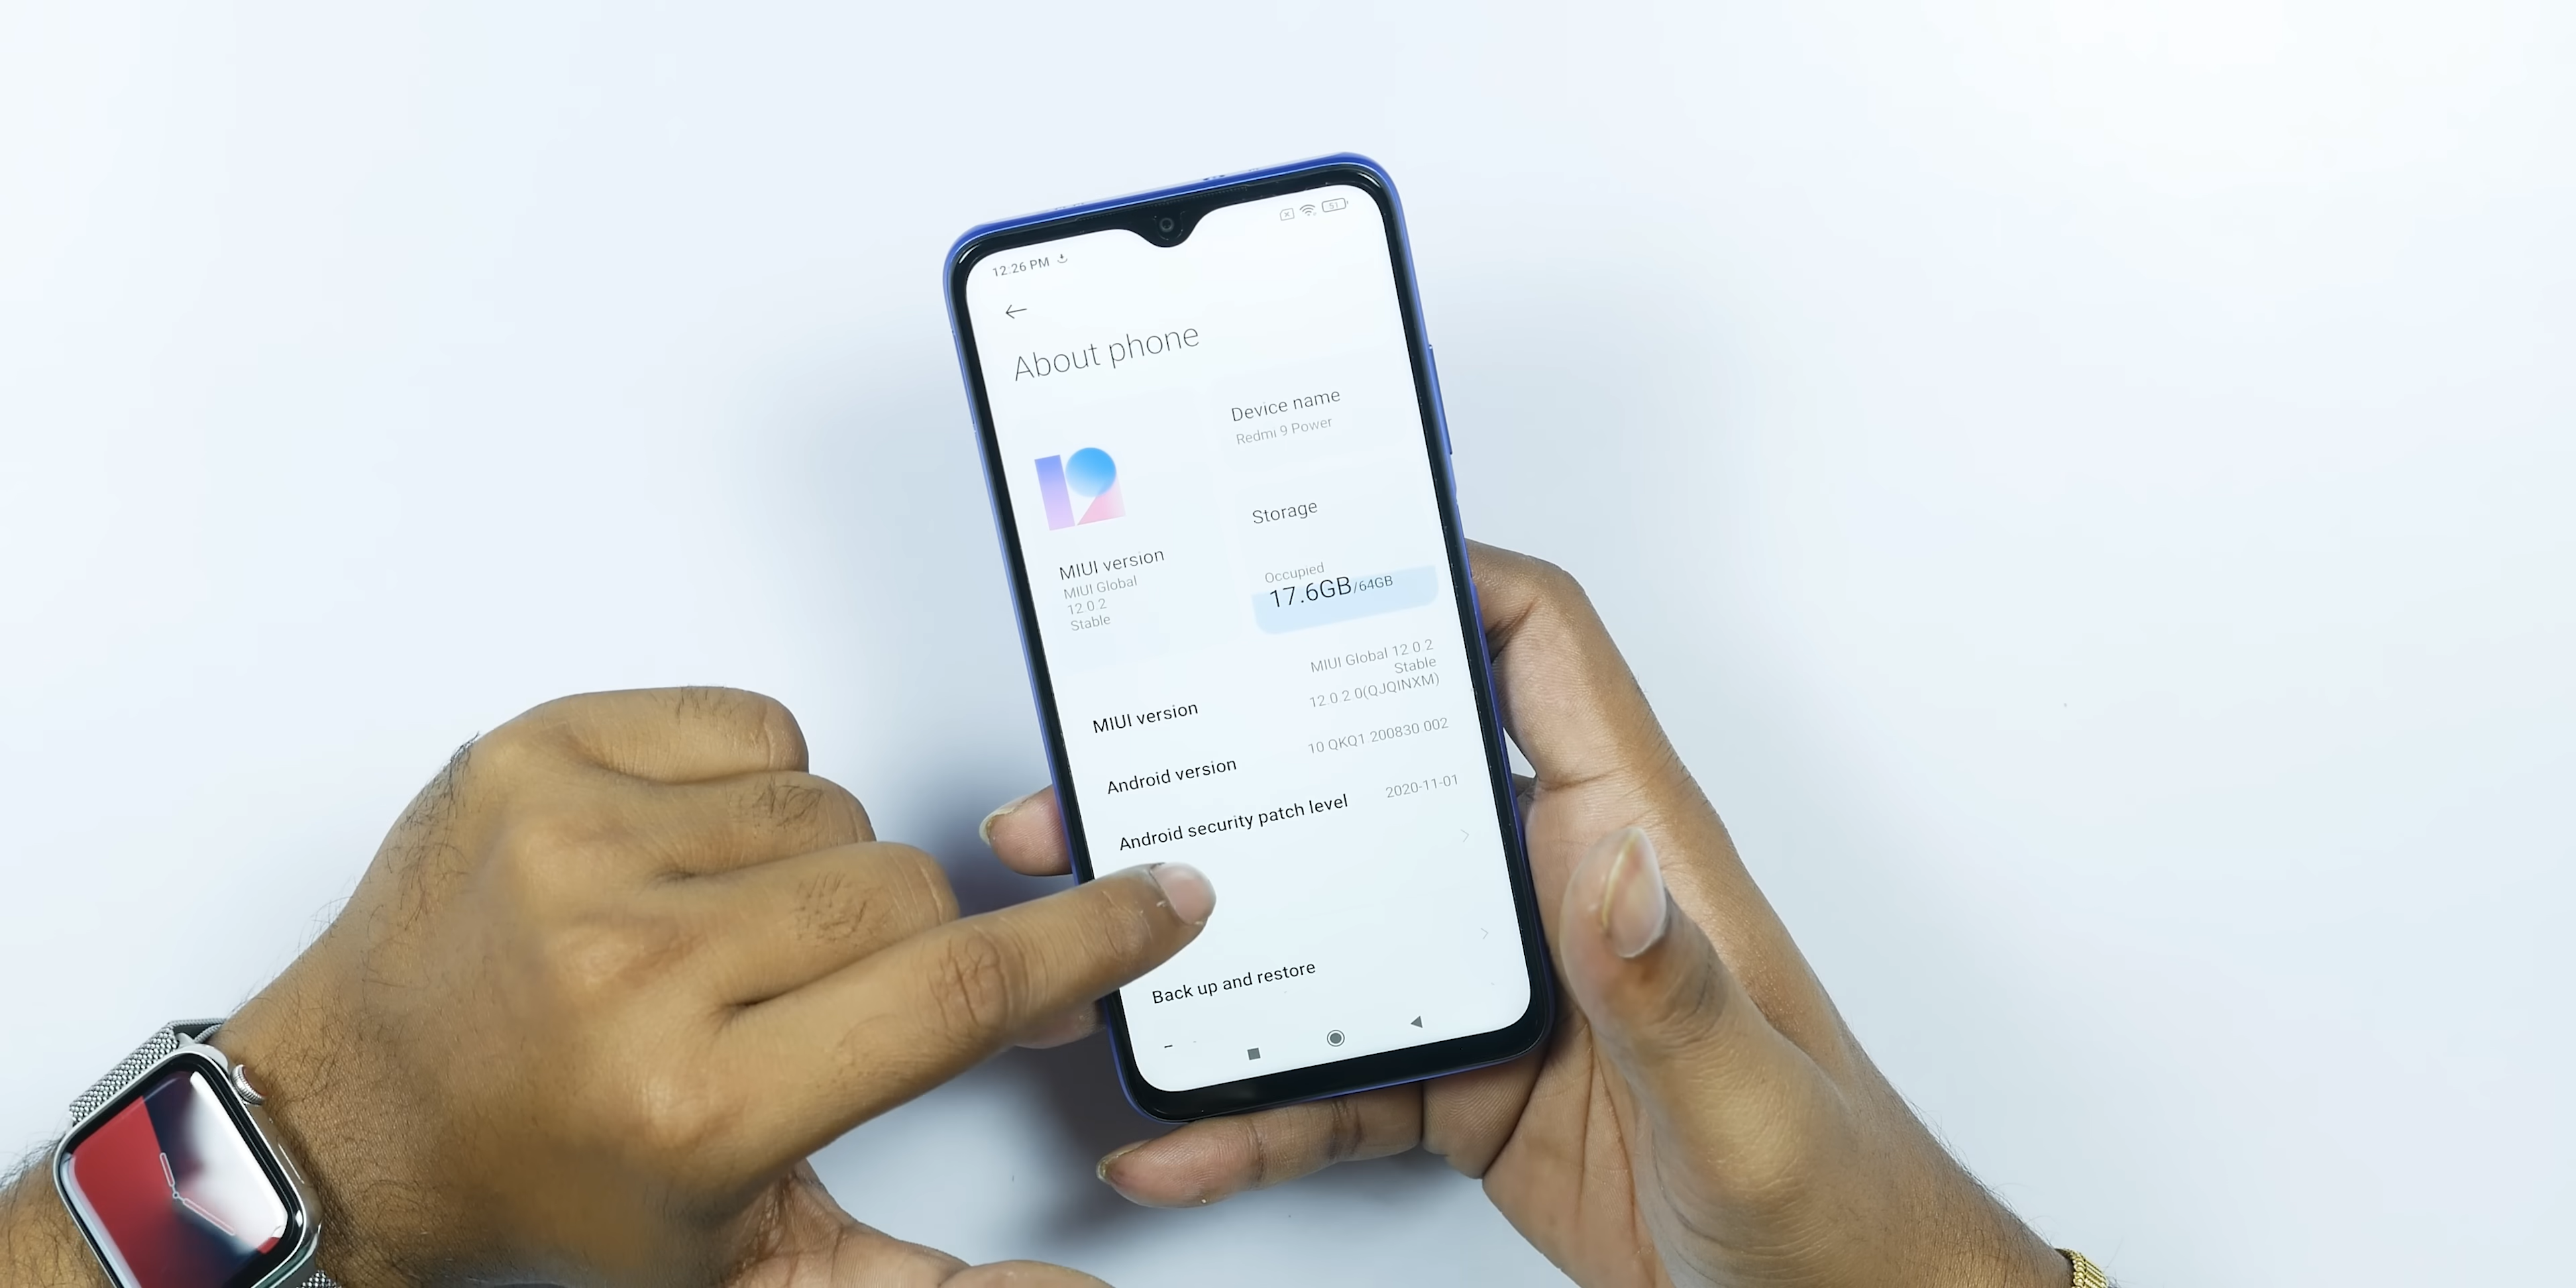 12:26 PM
51
About phone
Device name
Redmi 9 Power
Storage
MIUI version
MIUI Global
12.0.2
Stable
Occupied
17.6GB/64GB
MIUI version
MIUI Global 12.0.2
Stable
12.0.2.0(QJQINXM)
Android version
10 QKQ1.200830.002
Android security patch level
2020-11-01
Back up and restore